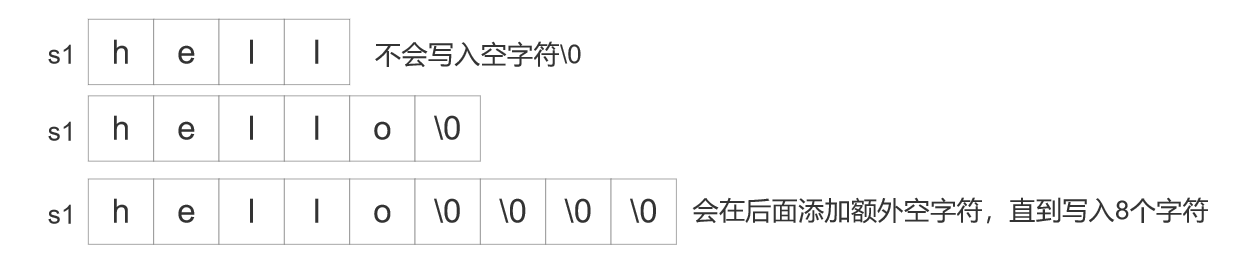 s1 h e l l 不会写入空字符\0
s1 h e l l o \0
s1 h e l l o \0 \0 \0 \0 会在后面添加额外空字符，直到写入8个字符